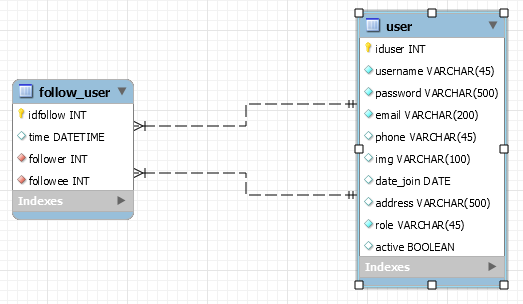 follow_user
idfollow INT
time DATETIME
follower INT
followee INT
Indexes
user
iduser INT
username VARCHAR(45)
password VARCHAR(500)
email VARCHAR(200)
phone VARCHAR(45)
img VARCHAR(100)
date_join DATE
address VARCHAR(500)
role VARCHAR(45)
active BOOLEAN
Indexes